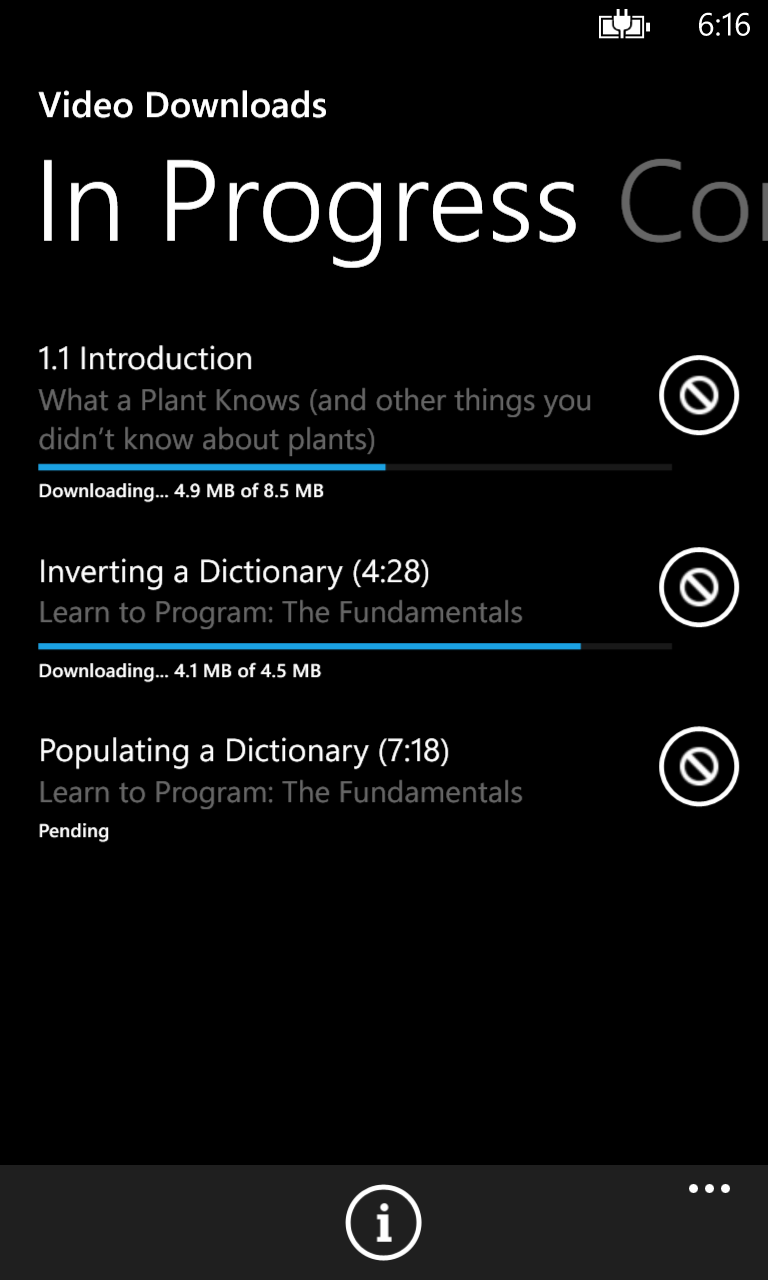 6:16
Video Downloads
In Progress
1.1 Introduction
What a Plant Knows (and other things you
didn’t know about plants)
Downloading... 4.9 MB of 8.5 MB
Inverting a Dictionary (4:28)
Learn to Program: The Fundamentals
Downloading... 4.1 MB of 4.5 MB
Populating a Dictionary (7:18)
Learn to Program: The Fundamentals
Pending